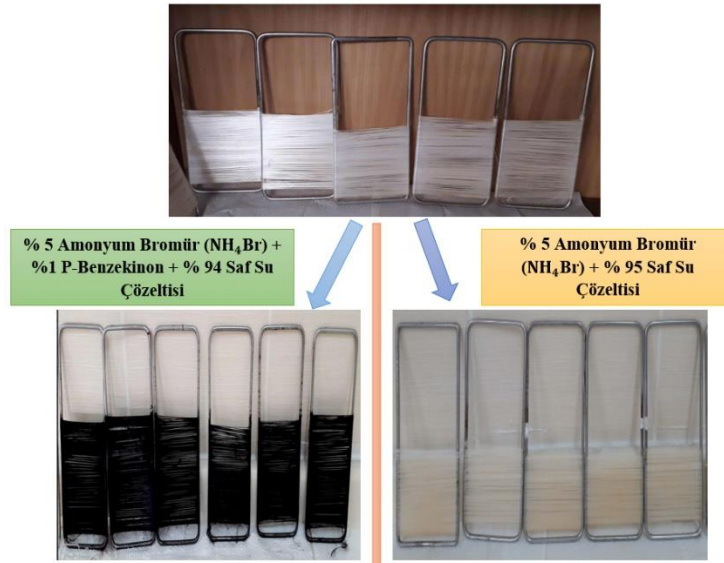 % 5 Amonyum Bromür (NH₄Br) +
%1 P-Benzekinon + % 94 Saf Su
Çözeltisi
% 5 Amonyum Bromür
(NH₄Br) + % 95 Saf Su
Çözeltisi